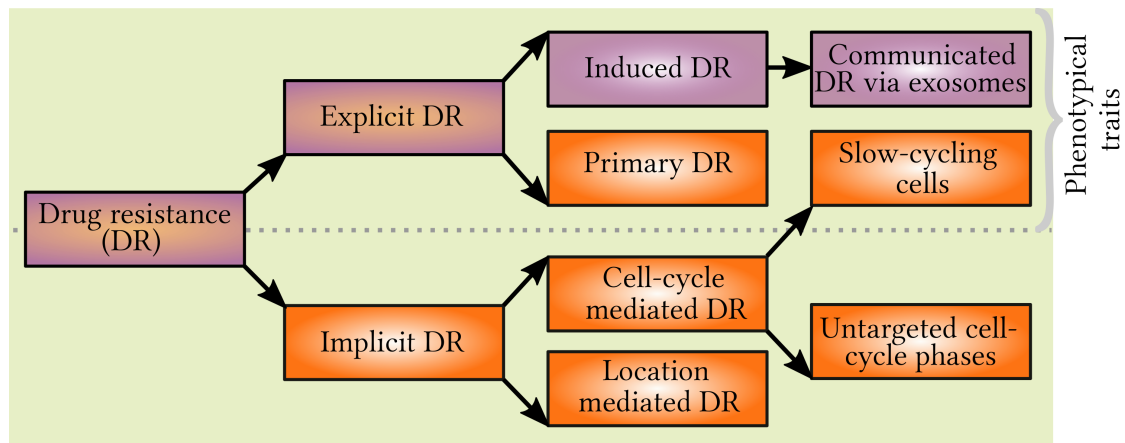 Drug resistance
(DR)
Explicit DR
Implicit DR
Induced DR
Primary DR
Cell-cycle
mediated DR
Location
mediated DR
Communicated
DR via exosomes
Slow-cycling
cells
Untargeted cell-
cycle phases
Phenotypical
traits